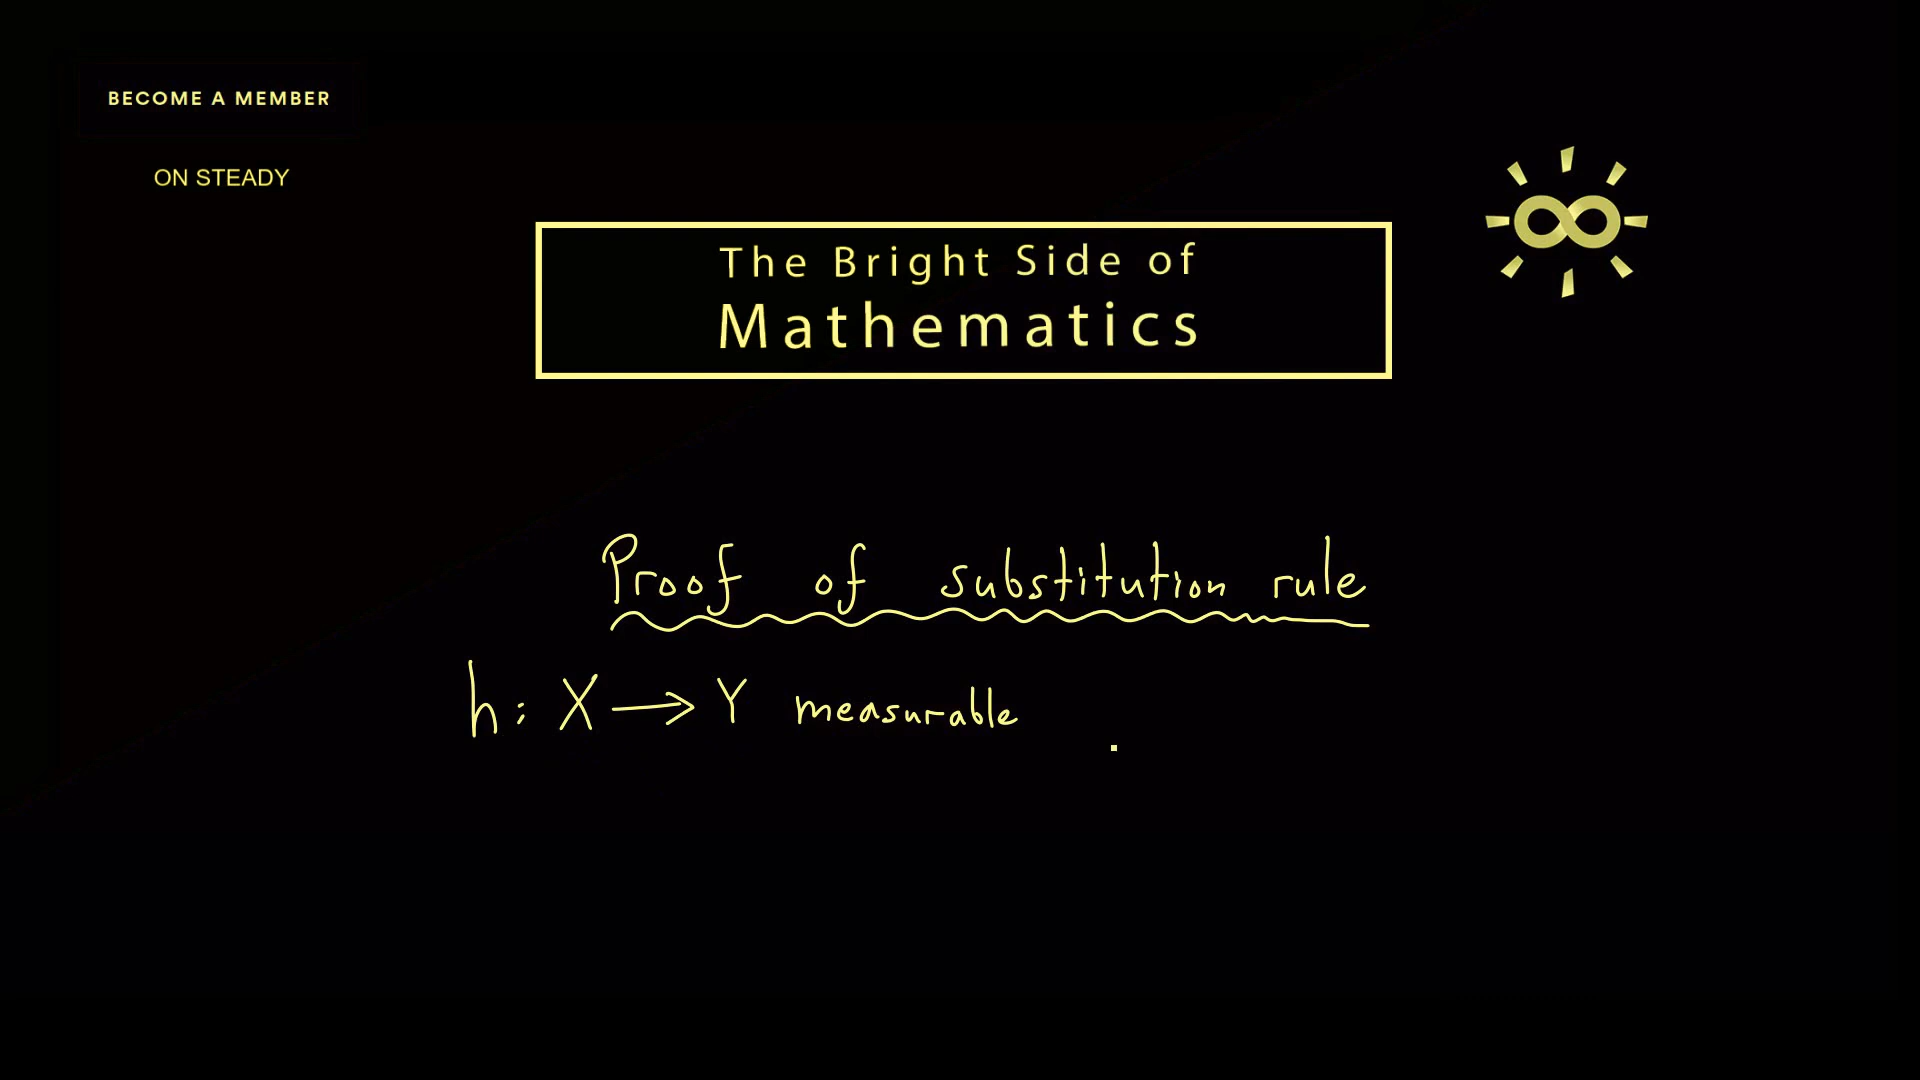 BECOME A MEMBER
ON STEADY
The Bright Side of
Mathematics
Proof of substitution rule
h: X → Y measurable